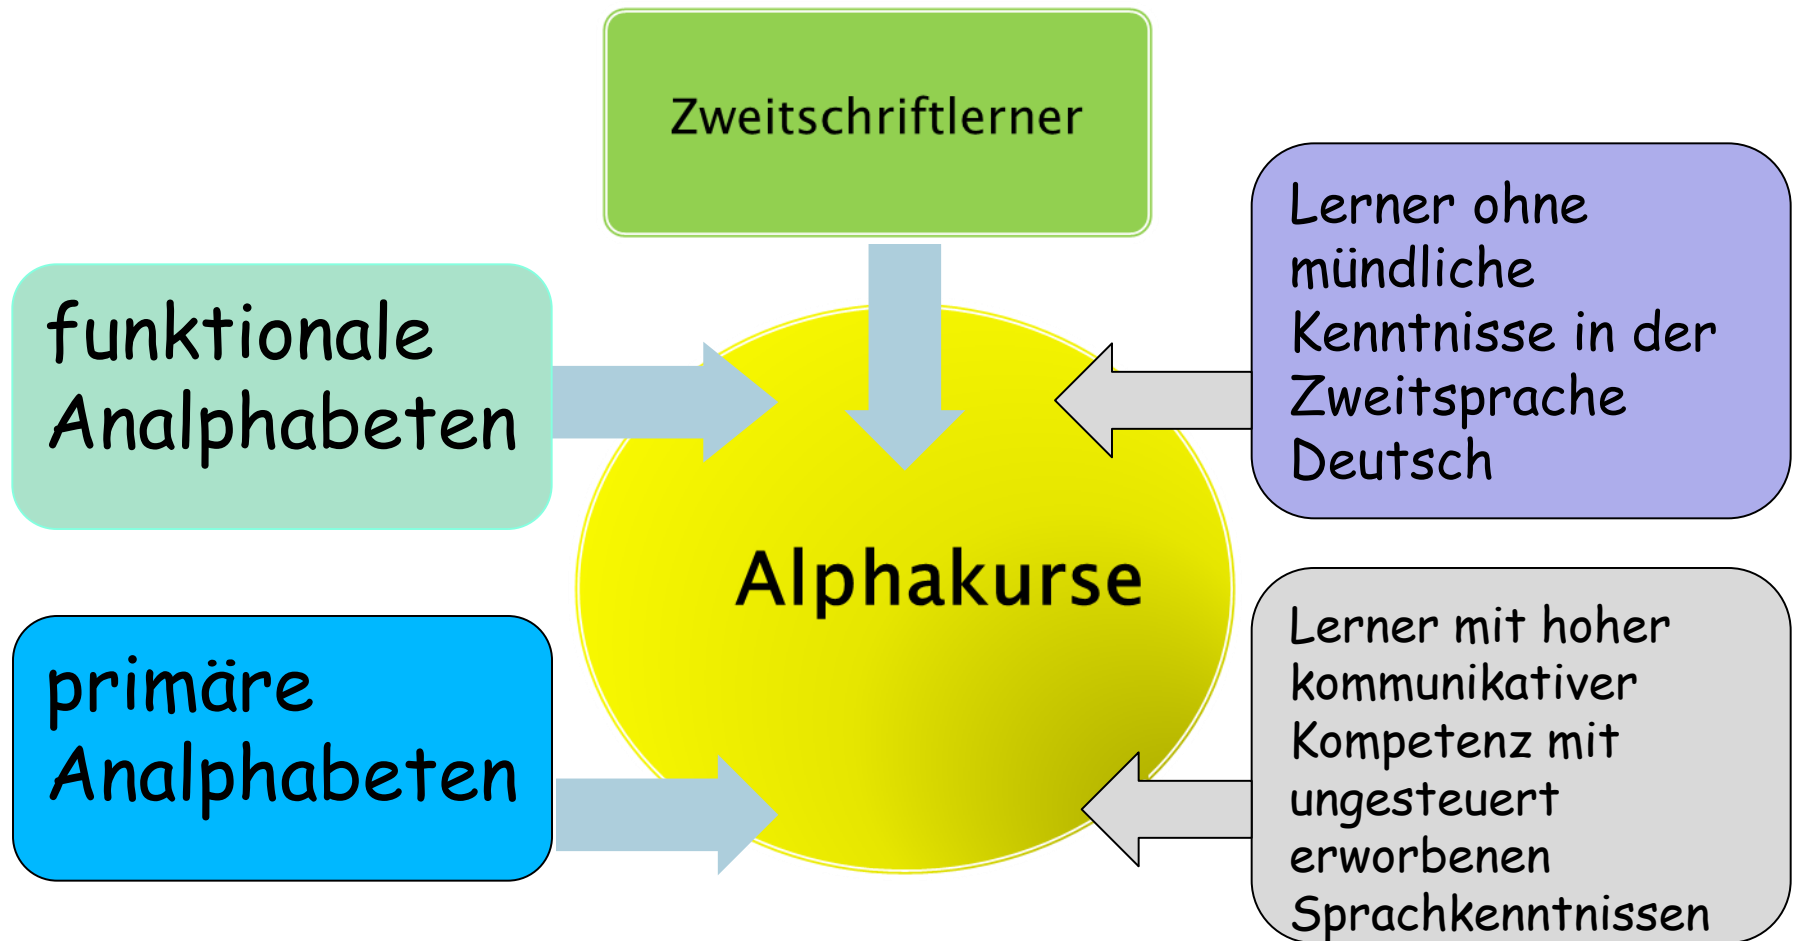 Zweitschriftlerner
funktionale
Analphabeten
Lerner ohne
mündliche
Kenntnisse in der
Zweitsprache
Deutsch
Alphakurse
primäre
Analphabeten
Lerner mit hoher
kommunikativer
Kompetenz mit
ungesteuert
erworbenen
Sprachkenntnissen